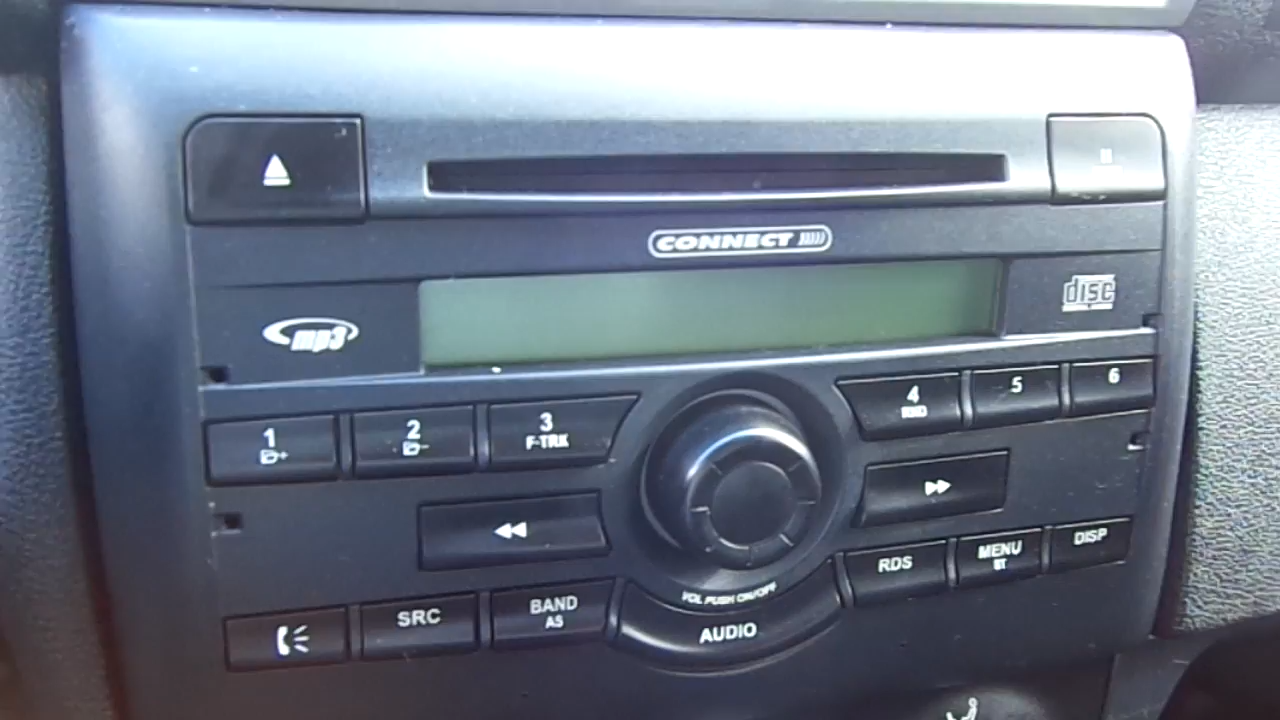 CONNECT
mp3
disc
1
2
3
F-TRK
4
RND
5
6
SRC
BAND
AS
VOL PUSH ON/OFF
AUDIO
RDS
MENU
BT
DISP